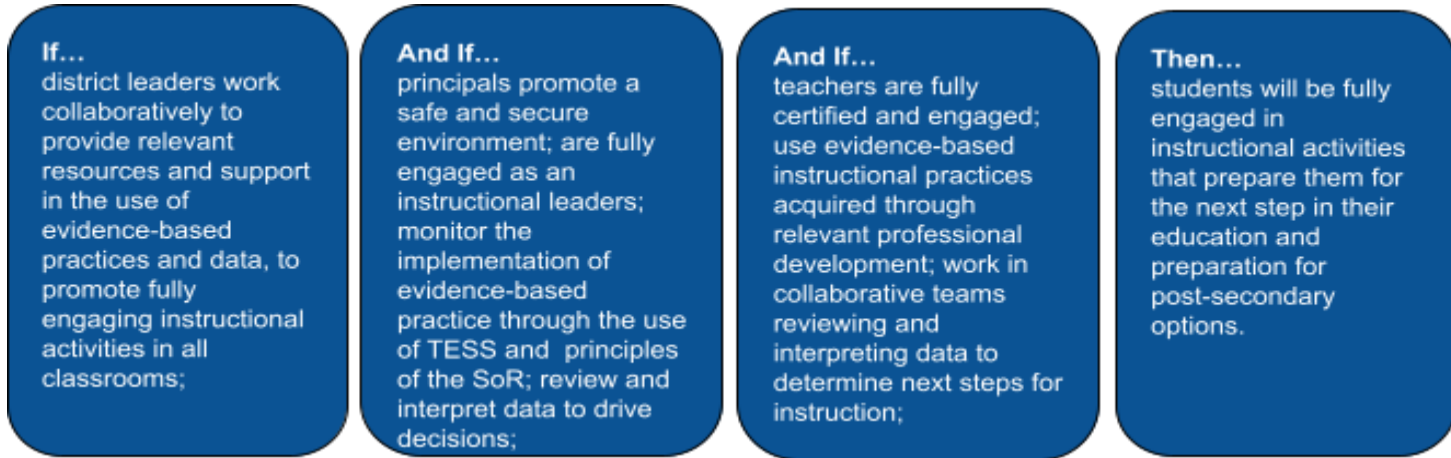 If...
district leaders work
collaboratively to
provide relevant
resources and support
in the use of
evidence-based
practices and data, to
promote fully
engaging instructional
activities in all
classrooms;
And If...
principals promote a
safe and secure
environment; are fully
engaged as an
instructional leaders;
monitor the
implementation of
evidence-based
practice through the use
of TESS and  principles
of the SoR; review and
interpret data to drive
decisions;
And If...
teachers are fully
certified and engaged;
use evidence-based
instructional practices
acquired through
relevant professional
development; work in
collaborative teams
reviewing and
interpreting data to
determine next steps for
instruction;
Then...
students will be fully
engaged in
instructional activities
that prepare them for
the next step in their
education and
preparation for
post-secondary
options.